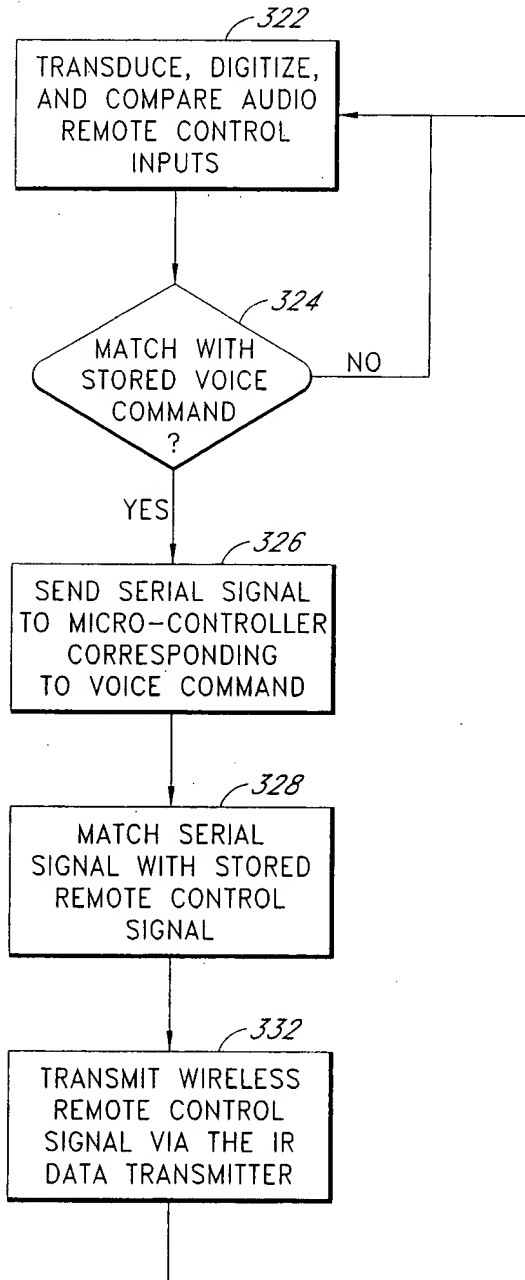 322
TRANSDUCE, DIGITIZE,
AND COMPARE AUDIO
REMOTE CONTROL
INPUTS
324
MATCH WITH
STORED VOICE
COMMAND
?
NO
YES
326
SEND SERIAL SIGNAL
TO MICRO-CONTROLLER
CORRESPONDING
TO VOICE COMMAND
328
MATCH SERIAL
SIGNAL WITH STORED
REMOTE CONTROL
SIGNAL
332
TRANSMIT WIRELESS
REMOTE CONTROL
SIGNAL VIA THE IR
DATA TRANSMITTER